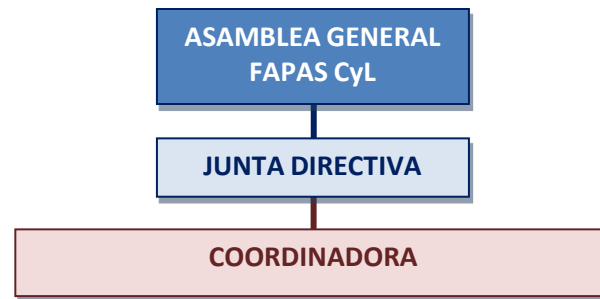 ASAMBLEA GENERAL
FAPAS CyL
JUNTA DIRECTIVA
COORDINADORA